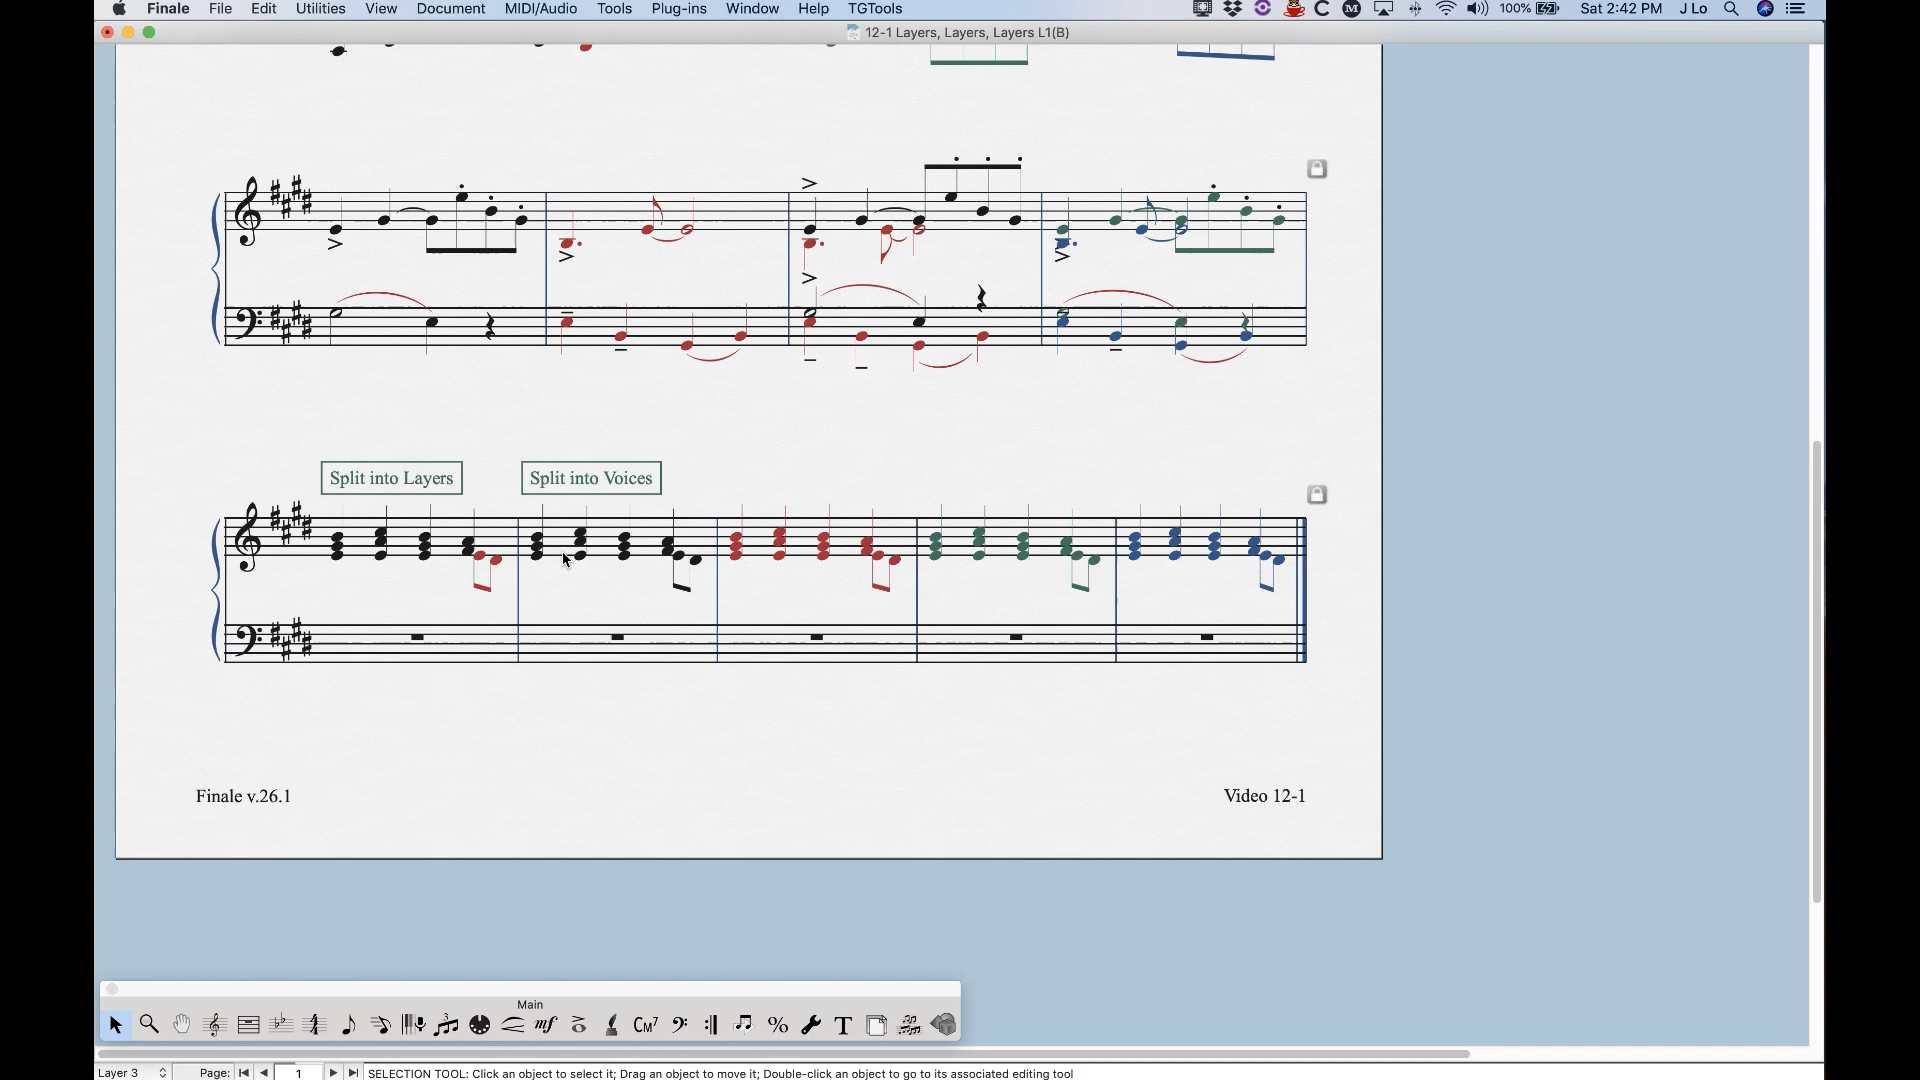 Finale File Edit Utilities View Document MIDI/Audio Tools Plug-ins Window Help TGTools 100% Sat 2:42 PM J Lo
12-1 Layers, Layers, Layers L1(B)
Split into Layers Split into Voices
Finale v.26.1 Video 12-1
Main
mf CM7 % T
Layer 3 Page: 1 SELECTION TOOL: Click an object to select it; Drag an object to move it; Double-click an object to go to its associated editing tool